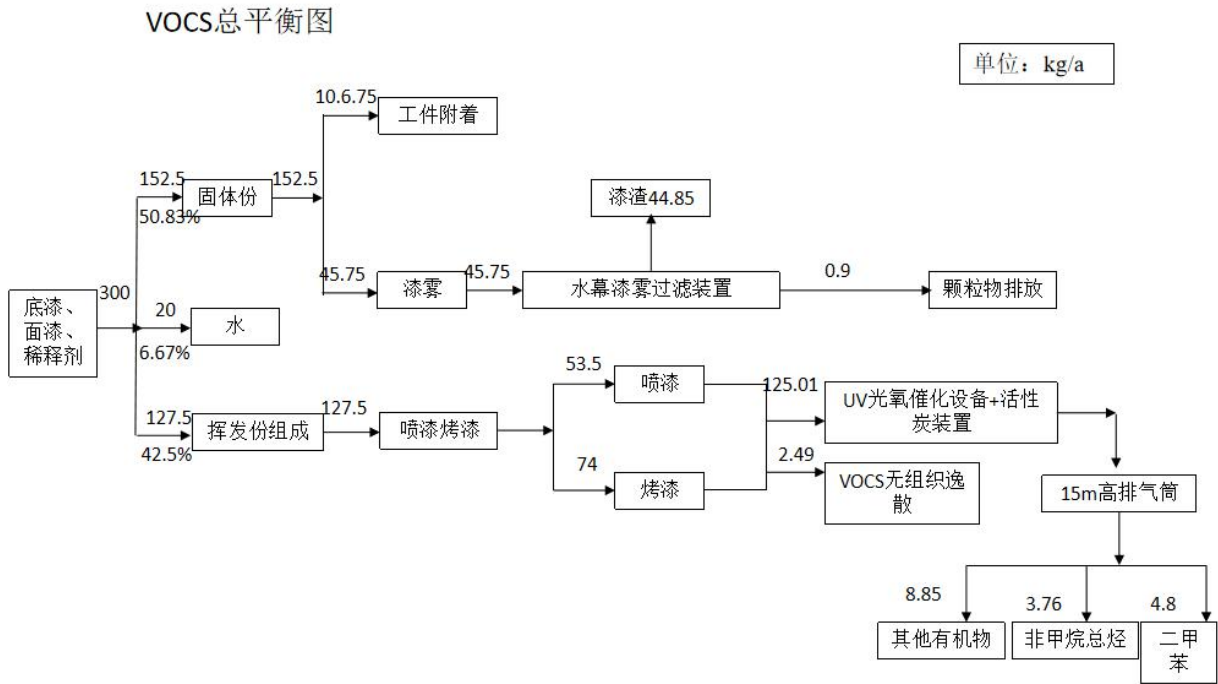 VOCS总平衡图
单位：kg/a
10.6.75
工件附着
152.5
固体份
152.5
50.83%
漆渣44.85
45.75
漆雾
45.75
水幕漆雾过滤装置
0.9
颗粒物排放
底漆、
面漆、
稀释剂
300
20
水
6.67%
53.5
喷漆
125.01
UV光氧催化设备+活性
炭装置
127.5
挥发份组成
127.5
喷漆烤漆
42.5%
74
烤漆
2.49
VOCS无组织逸
散
15m高排气筒
8.85
其他有机物
3.76
非甲烷总烃
4.8
二甲
苯